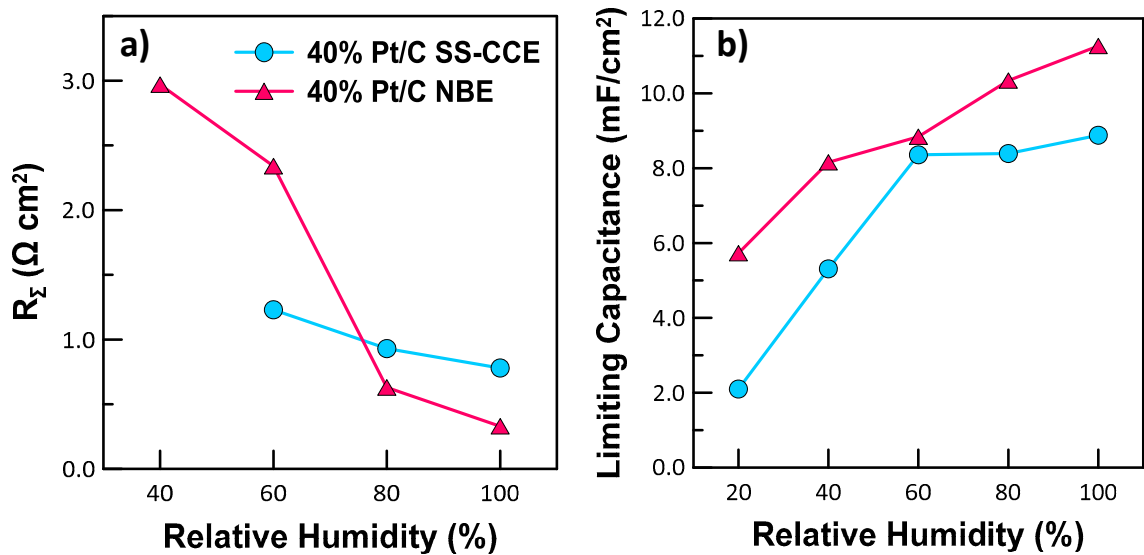 a)
40% Pt/C SS-CCE
40% Pt/C NBE
3.0
2.0
1.0
0.0
40 60 80 100
R_Σ (Ω cm²)
Relative Humidity (%)
b)
12.0
10.0
8.0
6.0
4.0
2.0
0.0
20 40 60 80 100
Limiting Capacitance (mF/cm²)
Relative Humidity (%)